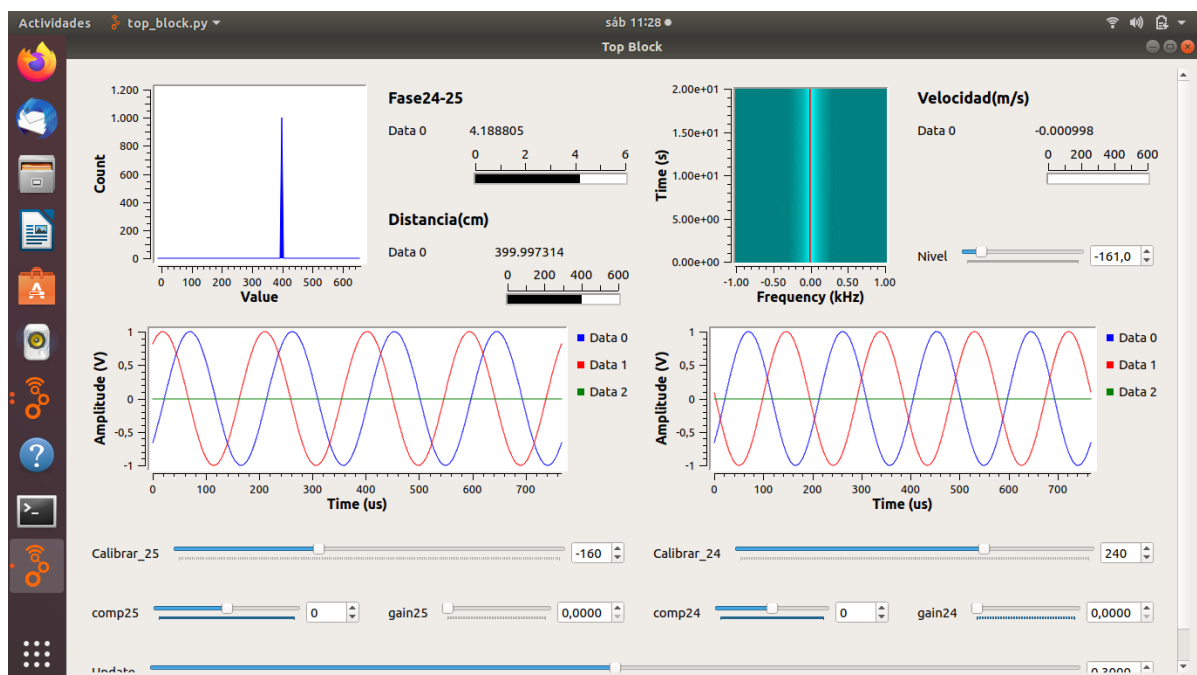 Actividades top_block.py sáb 11:28
Top Block
1.200
1.000
800
600
400
200
0
Count
0 100 200 300 400 500 600
Value
Fase24-25
Data 0 4.188805
0 2 4 6
Distancia(cm)
Data 0 399.997314
0 200 400 600
2.00e+01
1.50e+01
1.00e+01
5.00e+00
0.00e+00
Time (s)
-1.00 -0.50 0.00 0.50 1.00
Frequency (kHz)
Velocidad(m/s)
Data 0 -0.000998
0 200 400 600
Nivel -161,0
1
0,5
0
-0,5
-1
Amplitude (V)
0 100 200 300 400 500 600 700
Time (us)
Data 0
Data 1
Data 2
1
0,5
0
-0,5
-1
Amplitude (V)
0 100 200 300 400 500 600 700
Time (us)
Data 0
Data 1
Data 2
Calibrar_25 -160 Calibrar_24 240
comp25 0 gain25 0,0000 comp24 0 gain24 0,0000
Update 0,3000